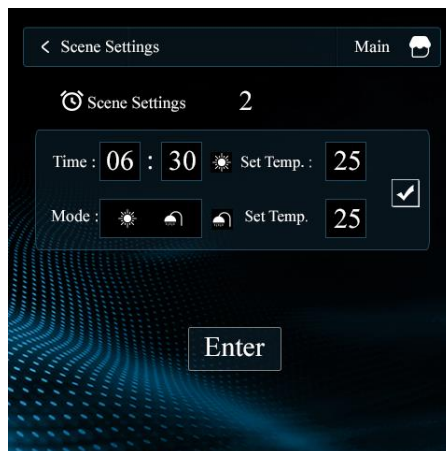 < Scene Settings Main
Scene Settings 2
Time : 06 : 30 Set Temp. : 25
Mode : Set Temp. 25
Enter